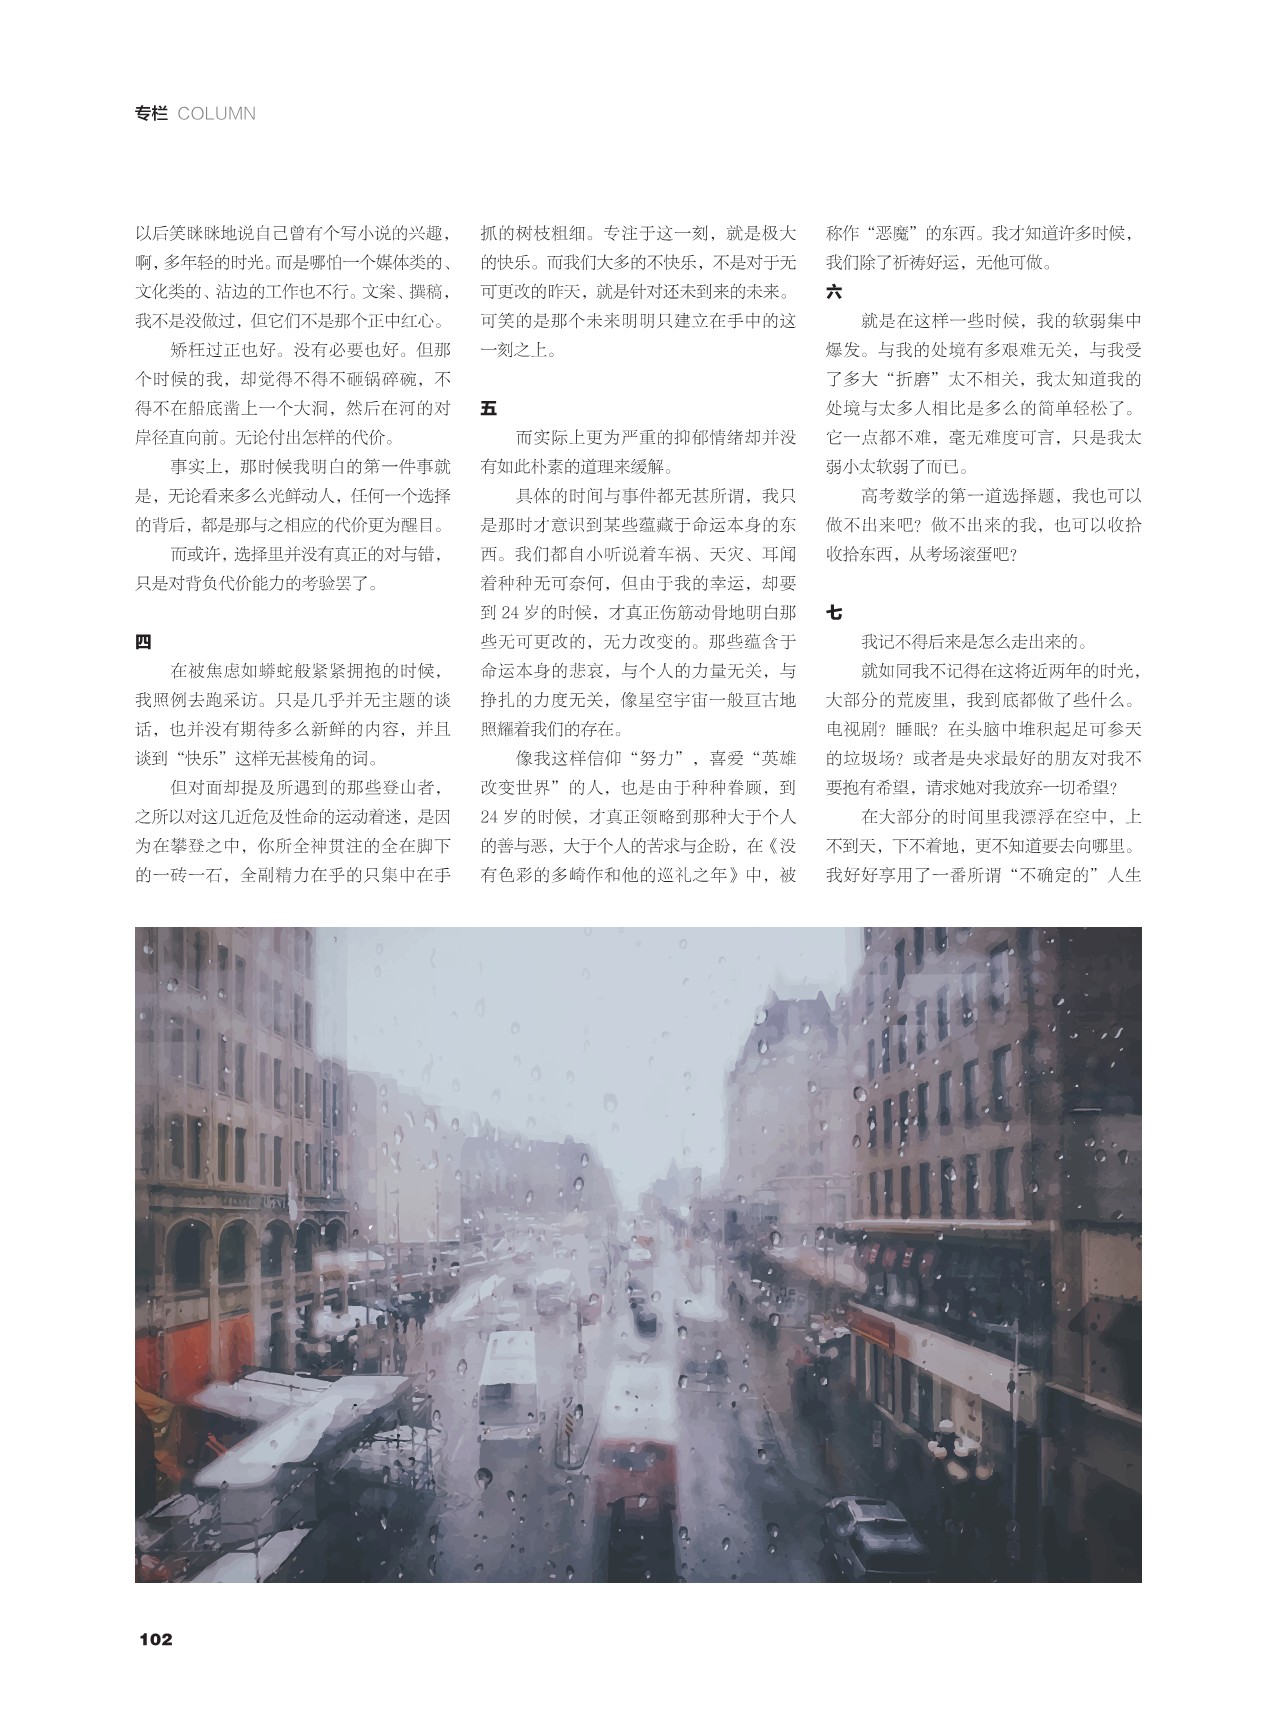 专栏 COLUMN
以后笑眯眯地说自己曾有个写小说的兴趣，
啊，多年轻的时光。而是哪怕一个媒体类的、
文化类的、沾边的工作也不行。文案、撰稿，
我不是没做过，但它们不是那个正中红心。
矫枉过正也好。没有必要也好。但那
个时候的我，却觉得不得不砸锅碎碗，不
得不在船底凿上一个大洞，然后在河的对
岸径直向前。无论付出怎样的代价。
事实上，那时候我明白的第一件事就
是，无论看来多么光鲜动人，任何一个选择
的背后，都是那与之相应的代价更为醒目。
而或许，选择里并没有真正的对与错，
只是对背负代价能力的考验罢了。
四
在被焦虑如蟒蛇般紧紧拥抱的时候，
我照例去跑采访。只是几乎并无主题的谈
话，也并没有期待多么新鲜的内容，并且
谈到“快乐”这样无甚棱角的词。
但对面却提及所遇到的那些登山者，
之所以对这几近危及性命的运动着迷，是因
为在攀登之中，你所全神贯注的全在脚下
的一砖一石，全副精力在乎的只集中在手
抓的树枝粗细。专注于这一刻，就是极大
的快乐。而我们大多的不快乐，不是对于无
可更改的昨天，就是针对还未到来的未来。
可笑的是那个未来明明只建立在手中的这
一刻之上。
五
而实际上更为严重的抑郁情绪却并没
有如此朴素的道理来缓解。
具体的时间与事件都无甚所谓，我只
是那时才意识到某些蕴藏于命运本身的东
西。我们都自小听说着车祸、天灾、耳闻
着种种无可奈何，但由于我的幸运，却要
到 24 岁的时候，才真正伤筋动骨地明白那
些无可更改的，无力改变的。那些蕴含于
命运本身的悲哀，与个人的力量无关，与
挣扎的力度无关，像星空宇宙一般亘古地
照耀着我们的存在。
像我这样信仰“努力”，喜爱“英雄
改变世界”的人，也是由于种种眷顾，到
24 岁的时候，才真正领略到那种大于个人
的善与恶，大于个人的苦求与企盼，在《没
有色彩的多崎作和他的巡礼之年》中，被
称作“恶魔”的东西。我才知道许多时候，
我们除了祈祷好运，无他可做。
六
就是在这样一些时候，我的软弱集中
爆发。与我的处境有多艰难无关，与我受
了多大“折磨”太不相关，我太知道我的
处境与太多人相比是多么的简单轻松了。
它一点都不难，毫无难度可言，只是我太
弱小太软弱了而已。
高考数学的第一道选择题，我也可以
做不出来吧？做不出来的我，也可以收拾
收拾东西，从考场滚蛋吧？
七
我记不得后来是怎么走出来的。
就如同我不记得在这将近两年的时光，
大部分的荒废里，我到底都做了些什么。
电视剧？睡眠？在头脑中堆积起足可参天
的垃圾场？或者是央求最好的朋友对我不
要抱有希望，请求她对我放弃一切希望？
在大部分的时间里我漂浮在空中，上
不到天，下不着地，更不知道要去向哪里。
我好好享用了一番所谓“不确定的”人生
102